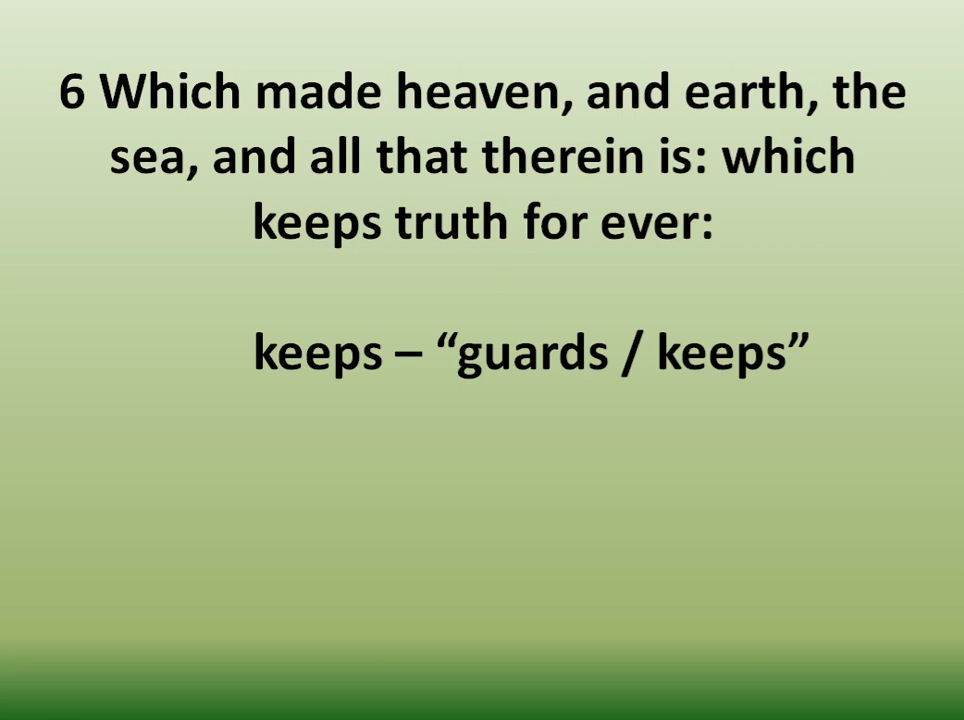 6 Which made heaven, and earth, the
sea, and all that therein is: which
keeps truth for ever:
keeps – “guards / keeps”